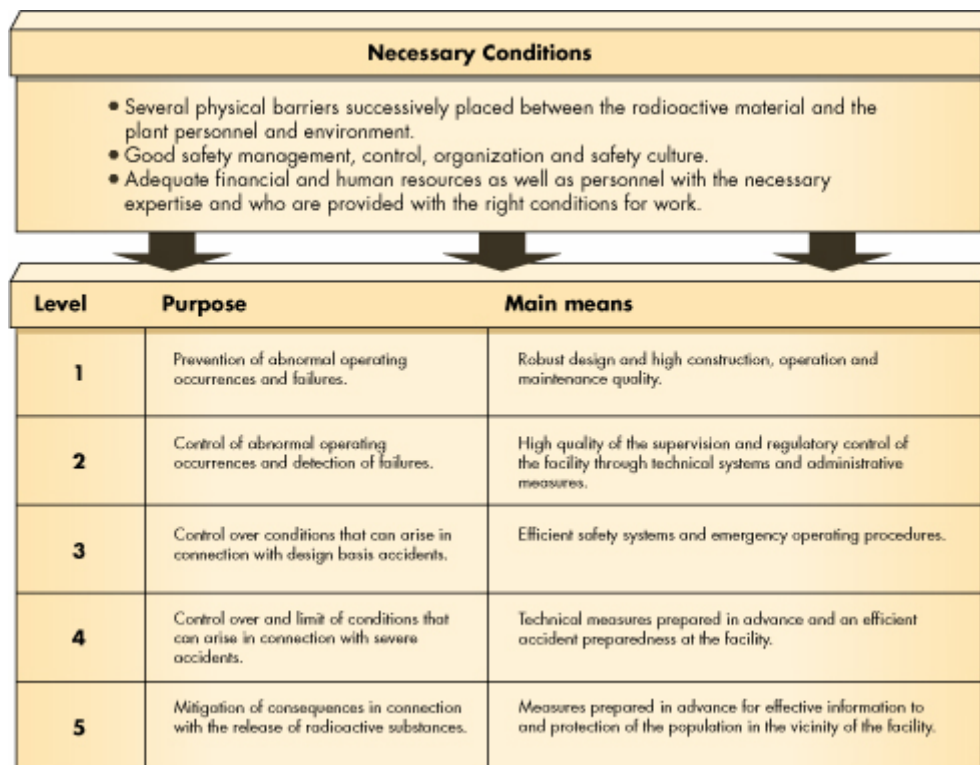 Necessary Conditions
• Several physical barriers successively placed between the radioactive material and the
plant personnel and environment.
• Good safety management, control, organization and safety culture.
• Adequate financial and human resources as well as personnel with the necessary
expertise and who are provided with the right conditions for work.
Level Purpose Main means
1
Prevention of abnormal operating
occurrences and failures.
Robust design and high construction, operation and
maintenance quality.
2
Control of abnormal operating
occurrences and detection of failures.
High quality of the supervision and regulatory control of
the facility through technical systems and administrative
measures.
3
Control over conditions that can arise in
connection with design basis accidents.
Efficient safety systems and emergency operating procedures.
4
Control over and limit of conditions that
can arise in connection with severe
accidents.
Technical measures prepared in advance and an efficient
accident preparedness at the facility.
5
Mitigation of consequences in connection
with the release of radioactive substances.
Measures prepared in advance for effective information to
and protection of the population in the vicinity of the facility.